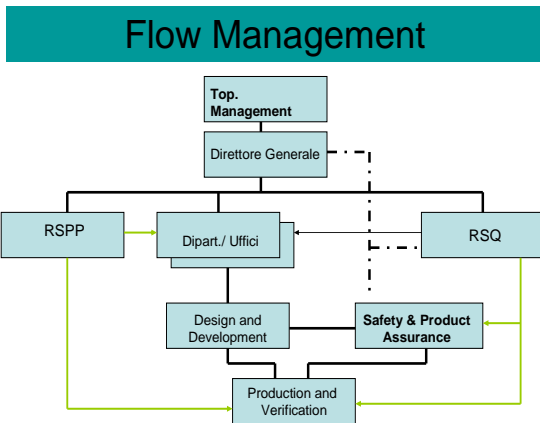 Flow Management
Top.
Management
Direttore Generale
RSPP
Dipart./ Uffici
RSQ
Design and
Development
Safety & Product
Assurance
Production and
Verification